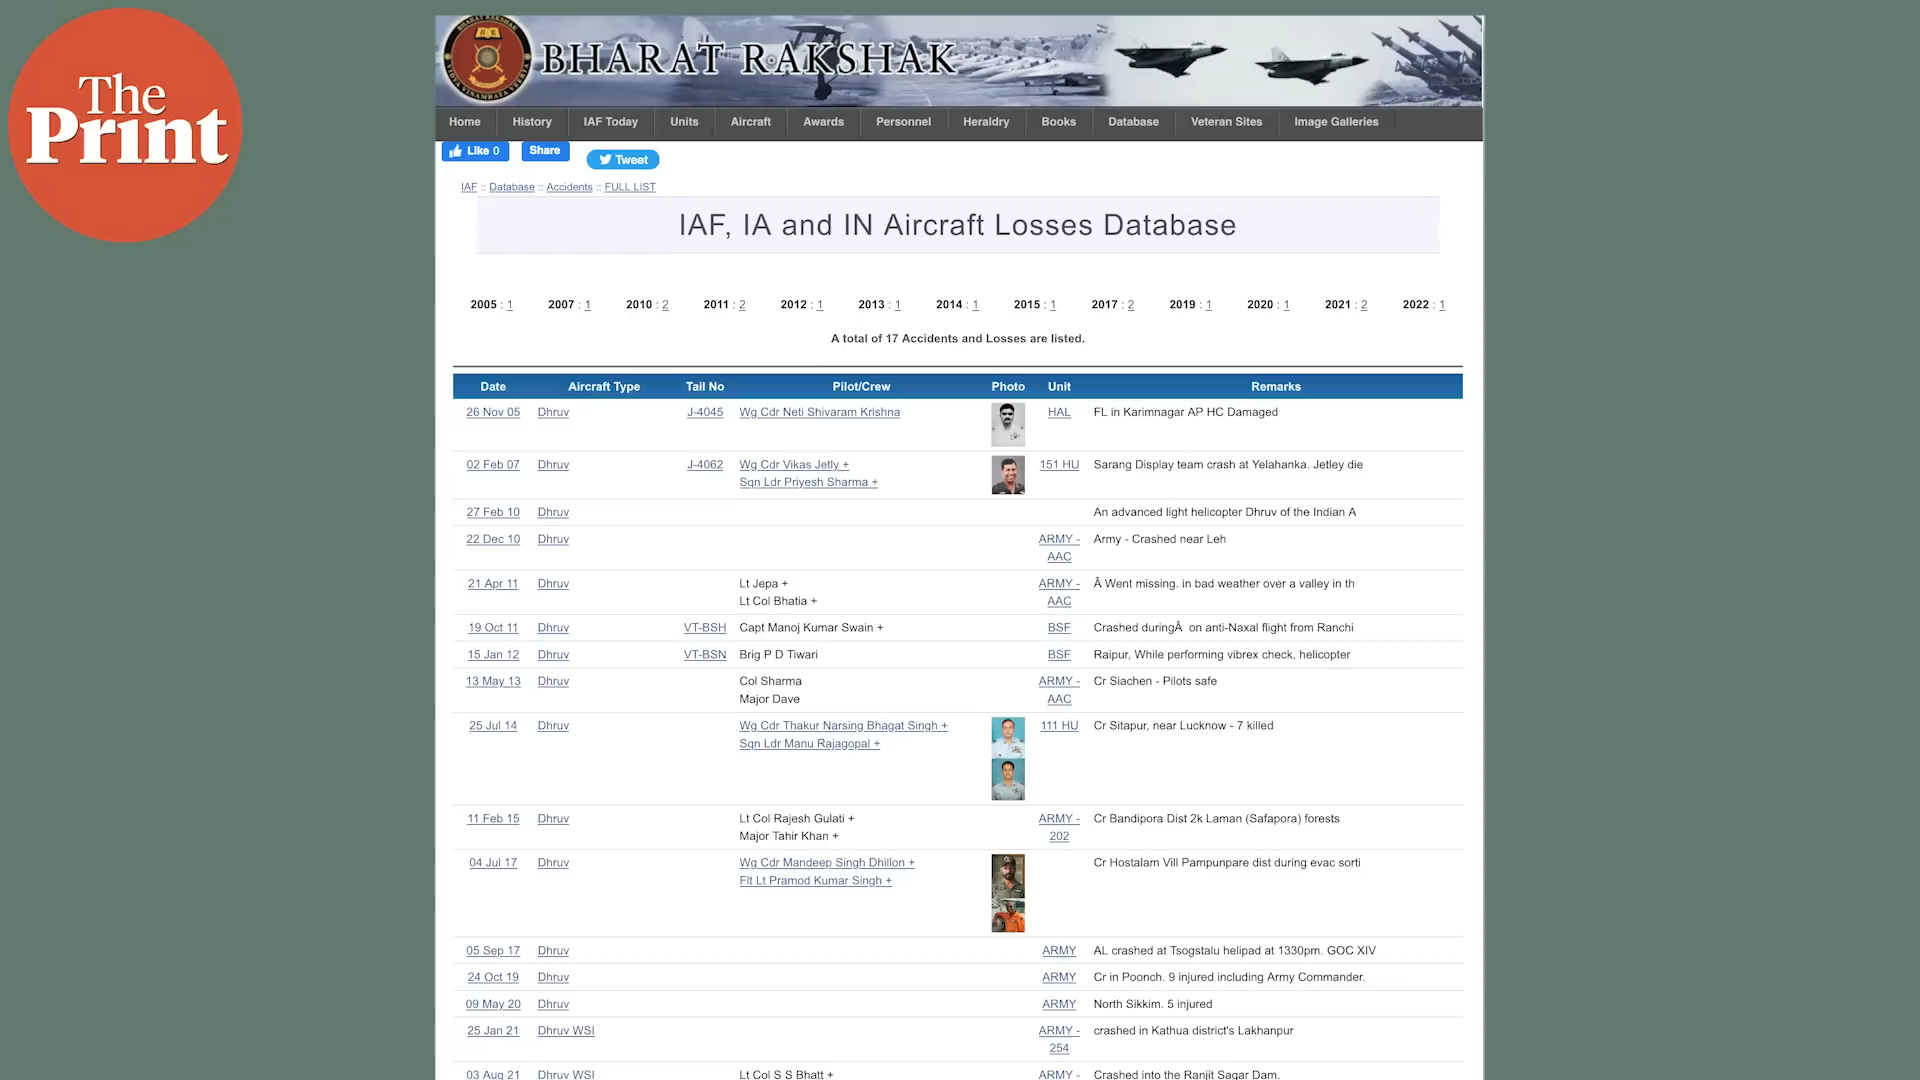 The
Print
BHARAT RAKSHAK
Home History IAF Today Units Aircraft Awards Personnel Heraldry Books Database Veteran Sites Image Galleries
Like 0 Share Tweet
IAF :: Database :: Accidents :: FULL LIST
IAF, IA and IN Aircraft Losses Database
2005 : 1 2007 : 1 2010 : 2 2011 : 2 2012 : 1 2013 : 1 2014 : 1 2015 : 1 2017 : 2 2019 : 1 2020 : 1 2021 : 2 2022 : 1
A total of 17 Accidents and Losses are listed.
Date Aircraft Type Tail No Pilot/Crew Photo Unit Remarks
26 Nov 05 Dhruv J-4045 Wg Cdr Neti Shivaram Krishna HAL FL in Karimnagar AP HC Damaged
02 Feb 07 Dhruv J-4062 Wg Cdr Vikas Jetly + 151 HU Sarang Display team crash at Yelahanka. Jetley die
Sqn Ldr Priyesh Sharma +
27 Feb 10 Dhruv An advanced light helicopter Dhruv of the Indian A
22 Dec 10 Dhruv ARMY - Army - Crashed near Leh
AAC
21 Apr 11 Dhruv Lt Jepa + ARMY - Â Went missing. in bad weather over a valley in th
Lt Col Bhatia + AAC
19 Oct 11 Dhruv VT-BSH Capt Manoj Kumar Swain + BSF Crashed duringÂ on anti-Naxal flight from Ranchi
15 Jan 12 Dhruv VT-BSN Brig P D Tiwari BSF Raipur, While performing vibrex check, helicopter
13 May 13 Dhruv Col Sharma ARMY - Cr Siachen - Pilots safe
Major Dave AAC
25 Jul 14 Dhruv Wg Cdr Thakur Narsing Bhagat Singh + 111 HU Cr Sitapur, near Lucknow - 7 killed
Sqn Ldr Manu Rajagopal +
11 Feb 15 Dhruv Lt Col Rajesh Gulati + ARMY - Cr Bandipora Dist 2k Laman (Safapora) forests
Major Tahir Khan + 202
04 Jul 17 Dhruv Wg Cdr Mandeep Singh Dhillon + Cr Hostalam Vill Pampunpare dist during evac sorti
Flt Lt Pramod Kumar Singh +
05 Sep 17 Dhruv ARMY AL crashed at Tsogstalu helipad at 1330pm. GOC XIV
24 Oct 19 Dhruv ARMY Cr in Poonch. 9 injured including Army Commander.
09 May 20 Dhruv ARMY North Sikkim. 5 injured
25 Jan 21 Dhruv WSI ARMY - crashed in Kathua district's Lakhanpur
254
03 Aug 21 Dhruv WSI Lt Col S S Bhatt + ARMY - Crashed into the Ranjit Sagar Dam.